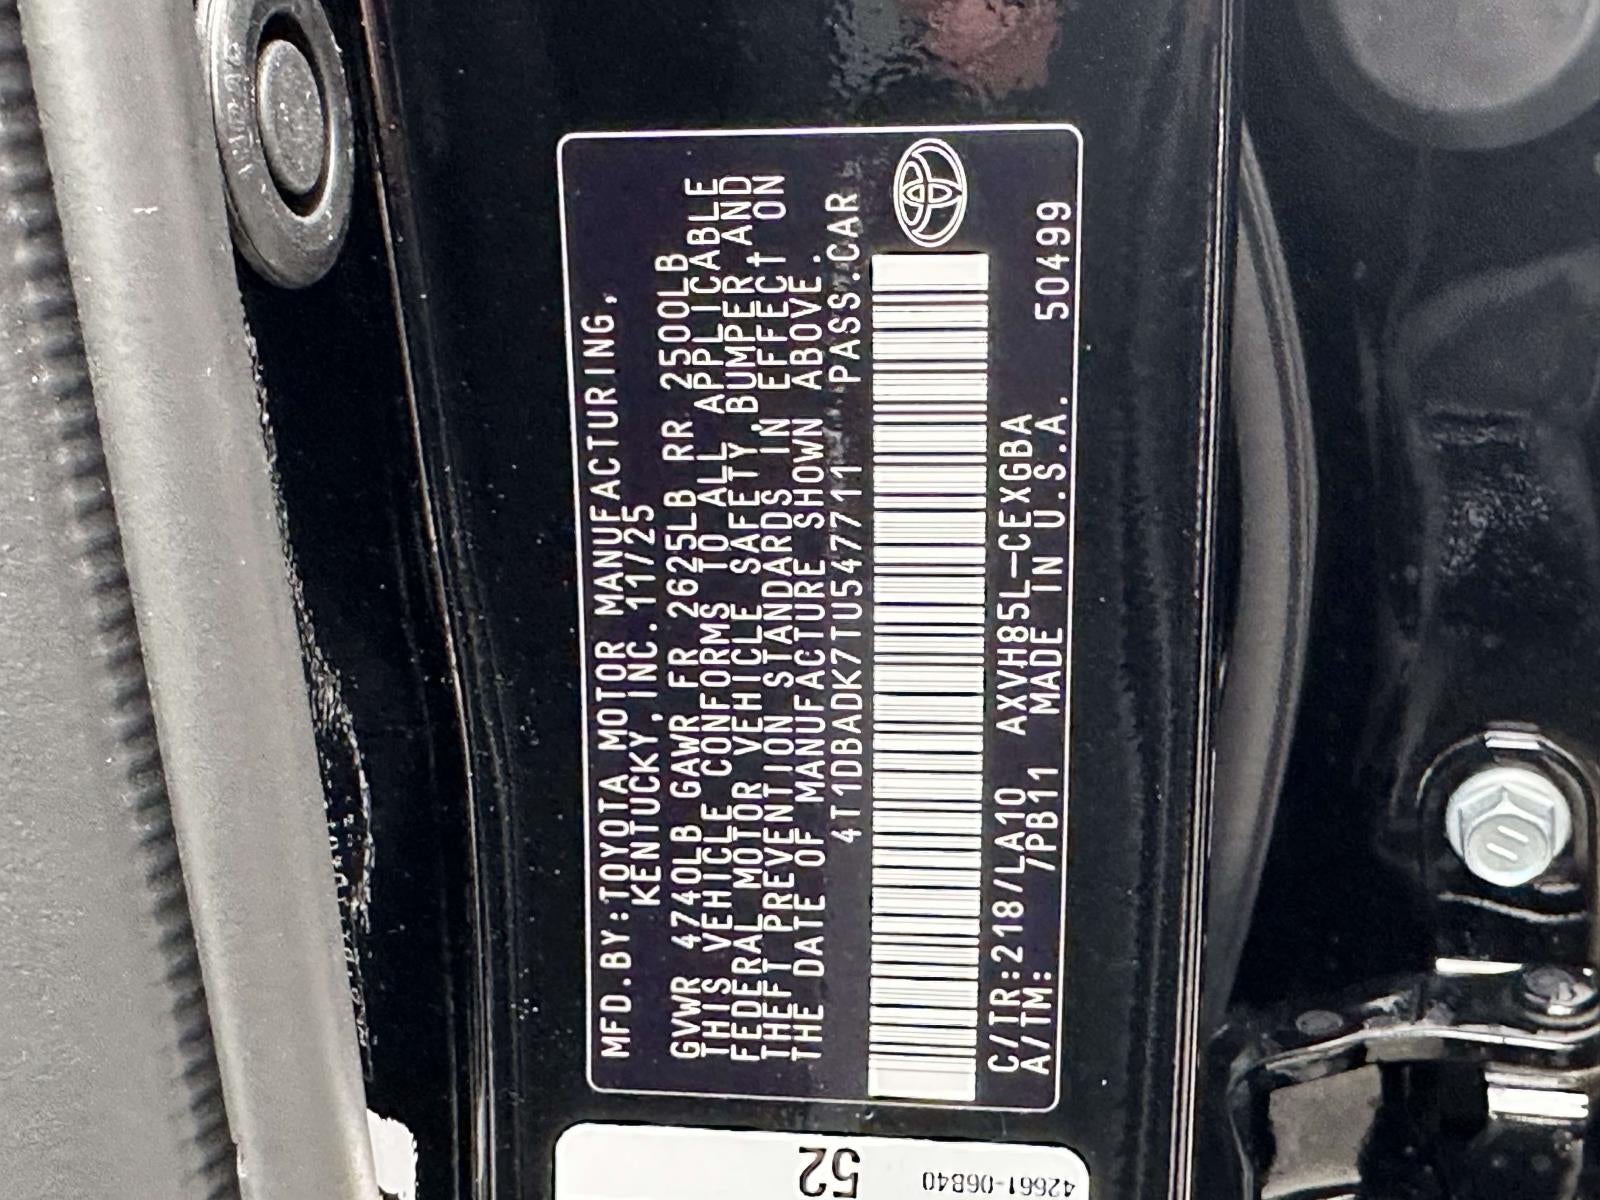 MFD.BY:TOYOTA MOTOR MANUFACTURING,
KENTUCKY,INC. 11/25
GVWR 4740LB GAWR FR 2625LB RR 2500LB
THIS VEHICLE CONFORMS TO ALL APPLICABLE
FEDERAL MOTOR VEHICLE SAFETY,BUMPER,AND
THEFT PREVENTION STANDARDS IN EFFECT ON
THE DATE OF MANUFACTURE SHOWN ABOVE.
4T1DBADK7TU547711 PASS.CAR
C/TR:218/LA10 AXVH85L-CEXGBA 50499
A/TM: /PB11 MADE IN U.S.A.
52
42661-06840